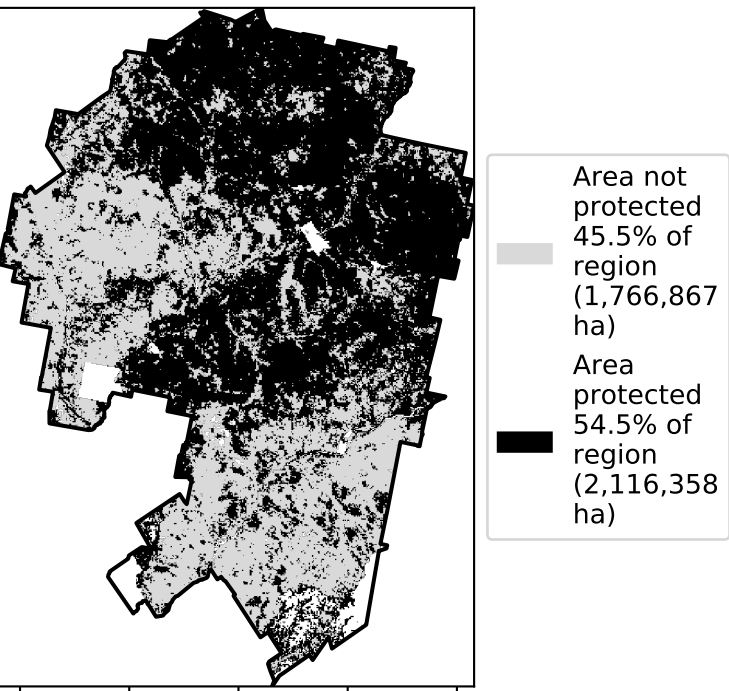 Area not
protected
45.5% of
region
(1,766,867
ha)
Area
protected
54.5% of
region
(2,116,358
ha)